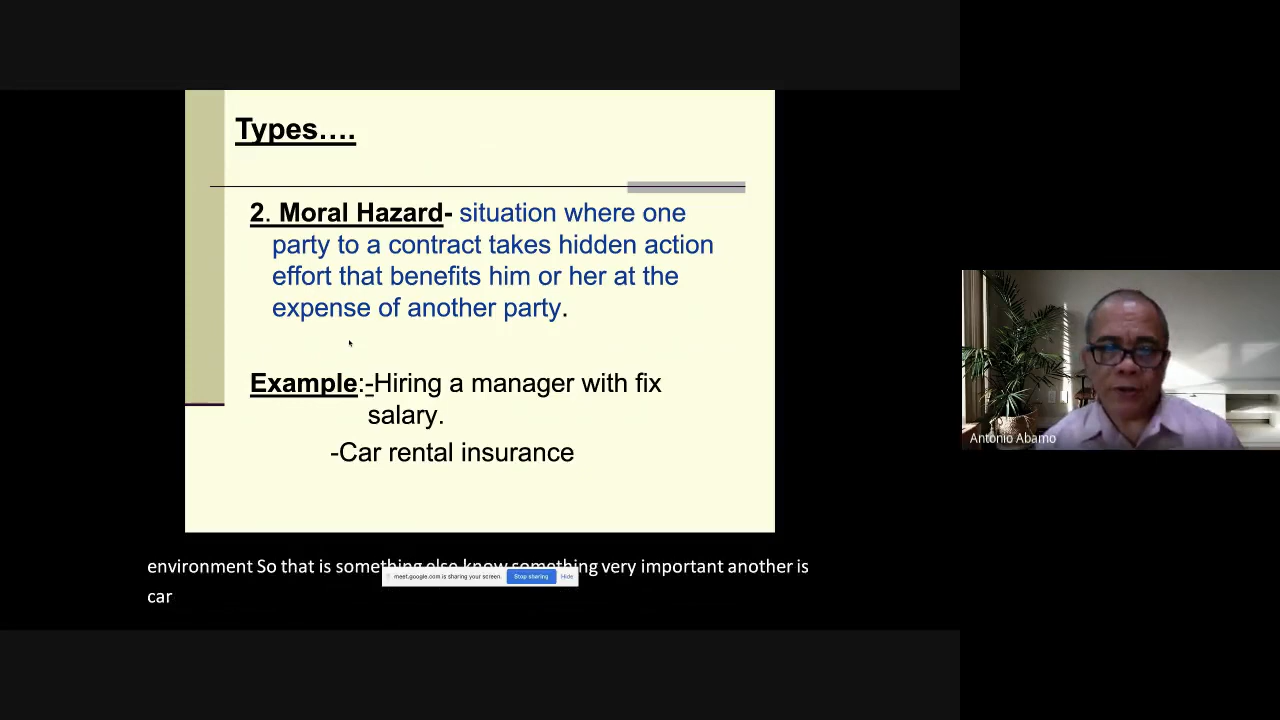 Types….
2. Moral Hazard- situation where one
party to a contract takes hidden action
effort that benefits him or her at the
expense of another party.
Example:-Hiring a manager with fix
salary.
-Car rental insurance
Antonio Abamo
environment So that is something else know something very important another is
car
meet.google.com is sharing your screen.
Stop sharing
Hide